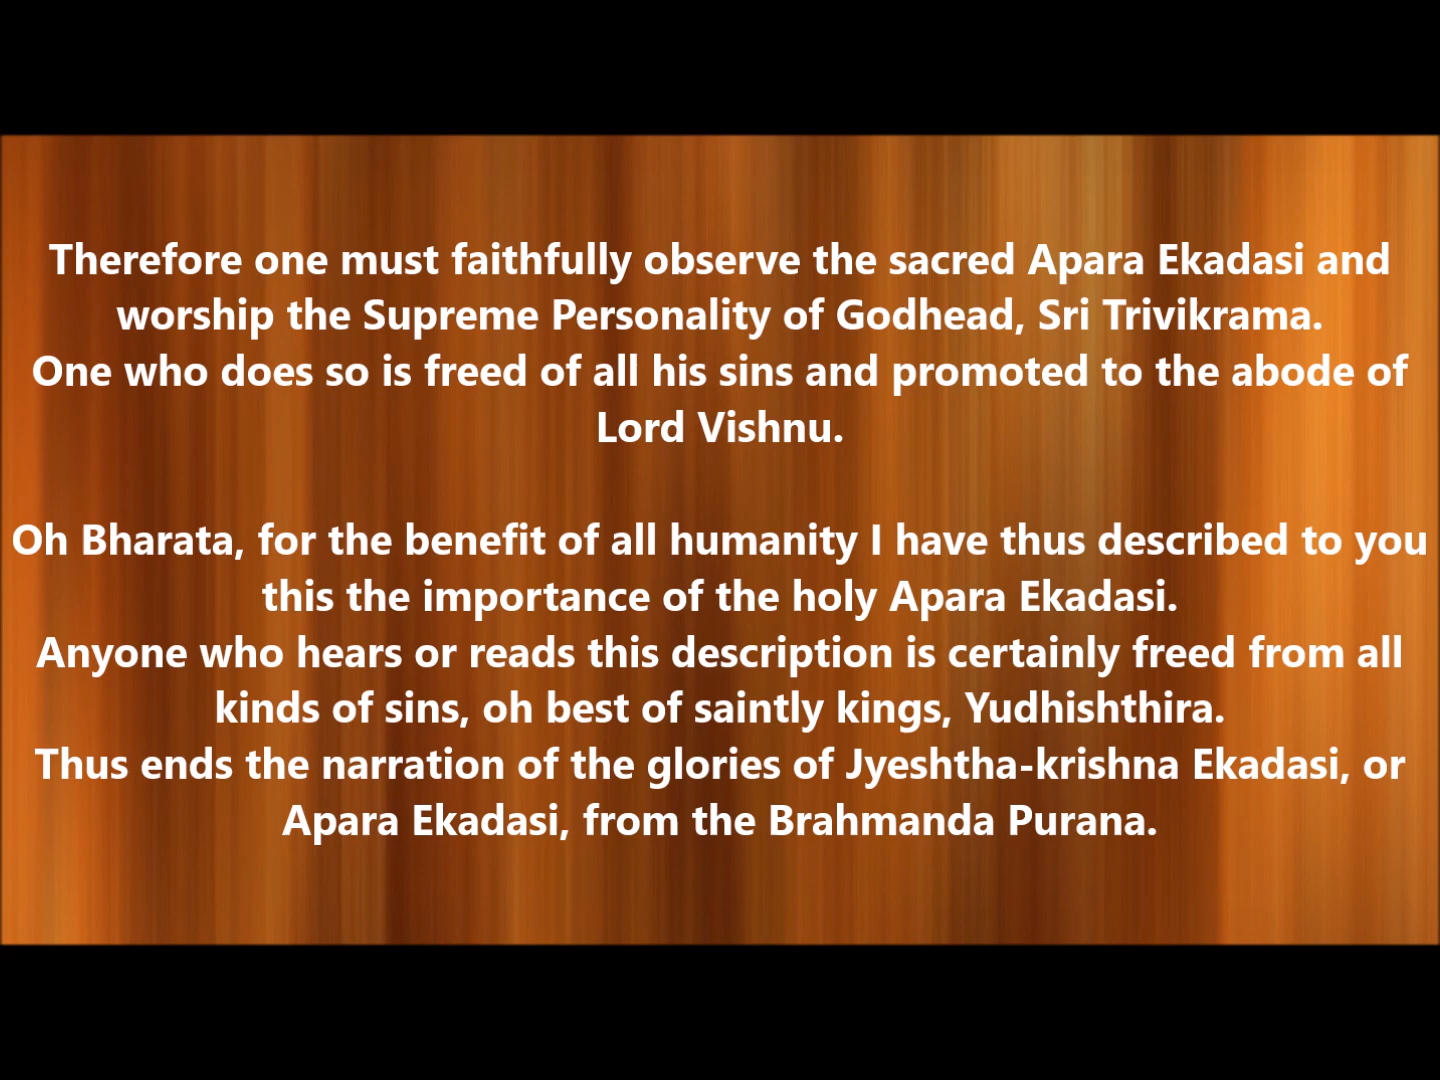 Therefore one must faithfully observe the sacred Apara Ekadasi and
worship the Supreme Personality of Godhead, Sri Trivikrama.
One who does so is freed of all his sins and promoted to the abode of
Lord Vishnu.
Oh Bharata, for the benefit of all humanity I have thus described to you
this the importance of the holy Apara Ekadasi.
Anyone who hears or reads this description is certainly freed from all
kinds of sins, oh best of saintly kings, Yudhishthira.
Thus ends the narration of the glories of Jyeshtha-krishna Ekadasi, or
Apara Ekadasi, from the Brahmanda Purana.